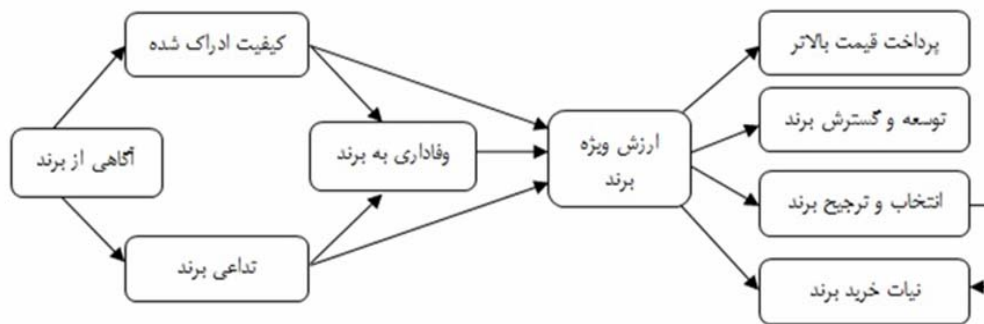 کیفیت ادراک شده
پرداخت قیمت بالاتر
توسعه و گسترش برند
آگاهی از برند
وفاداری به برند
ارزش ویژه
برند
انتخاب و ترجیح برند
تداعی برند
نیات خرید برند